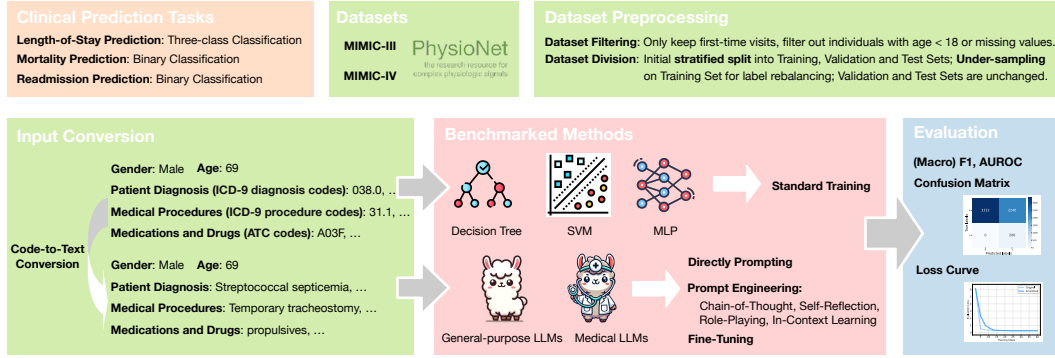 Clinical Prediction Tasks
Length-of-Stay Prediction: Three-class Classification
Mortality Prediction: Binary Classification
Readmission Prediction: Binary Classification
Datasets
MIMIC-III
MIMIC-IV
PhysioNet
the research resource for
complex physiologic signals
Dataset Preprocessing
Dataset Filtering: Only keep first-time visits, filter out individuals with age < 18 or missing values.
Dataset Division: Initial stratified split into Training, Validation and Test Sets; Under-sampling
on Training Set for label rebalancing; Validation and Test Sets are unchanged.
Input Conversion
Gender: Male Age: 69
Patient Diagnosis (ICD-9 diagnosis codes): 038.0, …
Medical Procedures (ICD-9 procedure codes): 31.1, …
Medications and Drugs (ATC codes): A03F, …
Code-to-Text
Conversion
Gender: Male Age: 69
Patient Diagnosis: Streptococcal septicemia, …
Medical Procedures: Temporary tracheostomy, …
Medications and Drugs: propulsives, …
Benchmarked Methods
Decision Tree
SVM
MLP
Standard Training
General-purpose LLMs
Medical LLMs
Directly Prompting
Prompt Engineering:
Chain-of-Thought, Self-Reflection,
Role-Playing, In-Context Learning
Fine-Tuning
Evaluation
(Macro) F1, AUROC
Confusion Matrix
Loss Curve